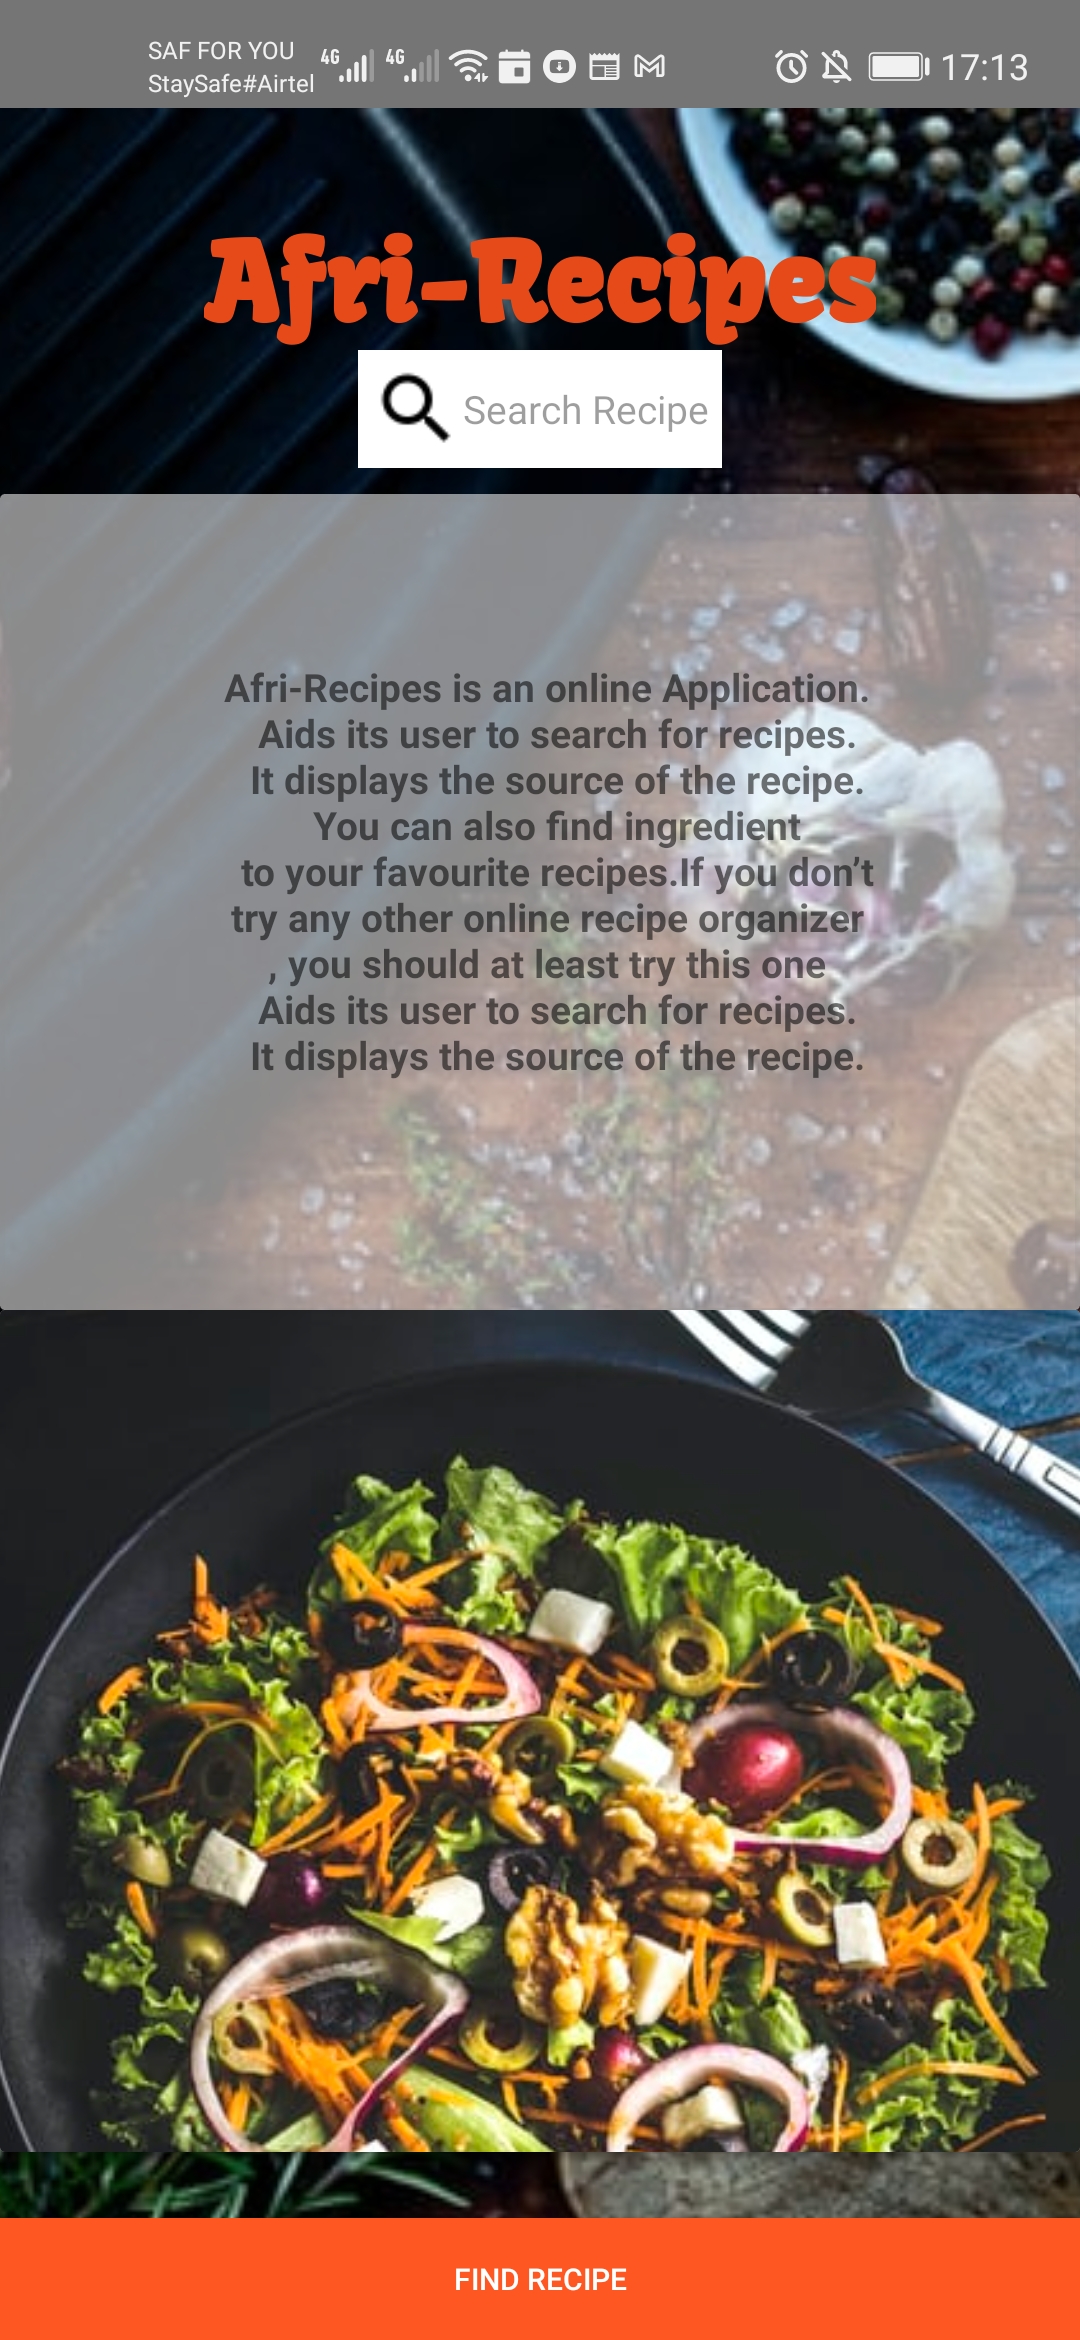 SAF FOR YOU
StaySafe#Airtel
4G 4G 17:13
Afri-Recipes
Search Recipe
Afri-Recipes is an online Application.
Aids its user to search for recipes.
It displays the source of the recipe.
You can also find ingredient
to your favourite recipes.If you don’t
try any other online recipe organizer
, you should at least try this one
Aids its user to search for recipes.
It displays the source of the recipe.
FIND RECIPE